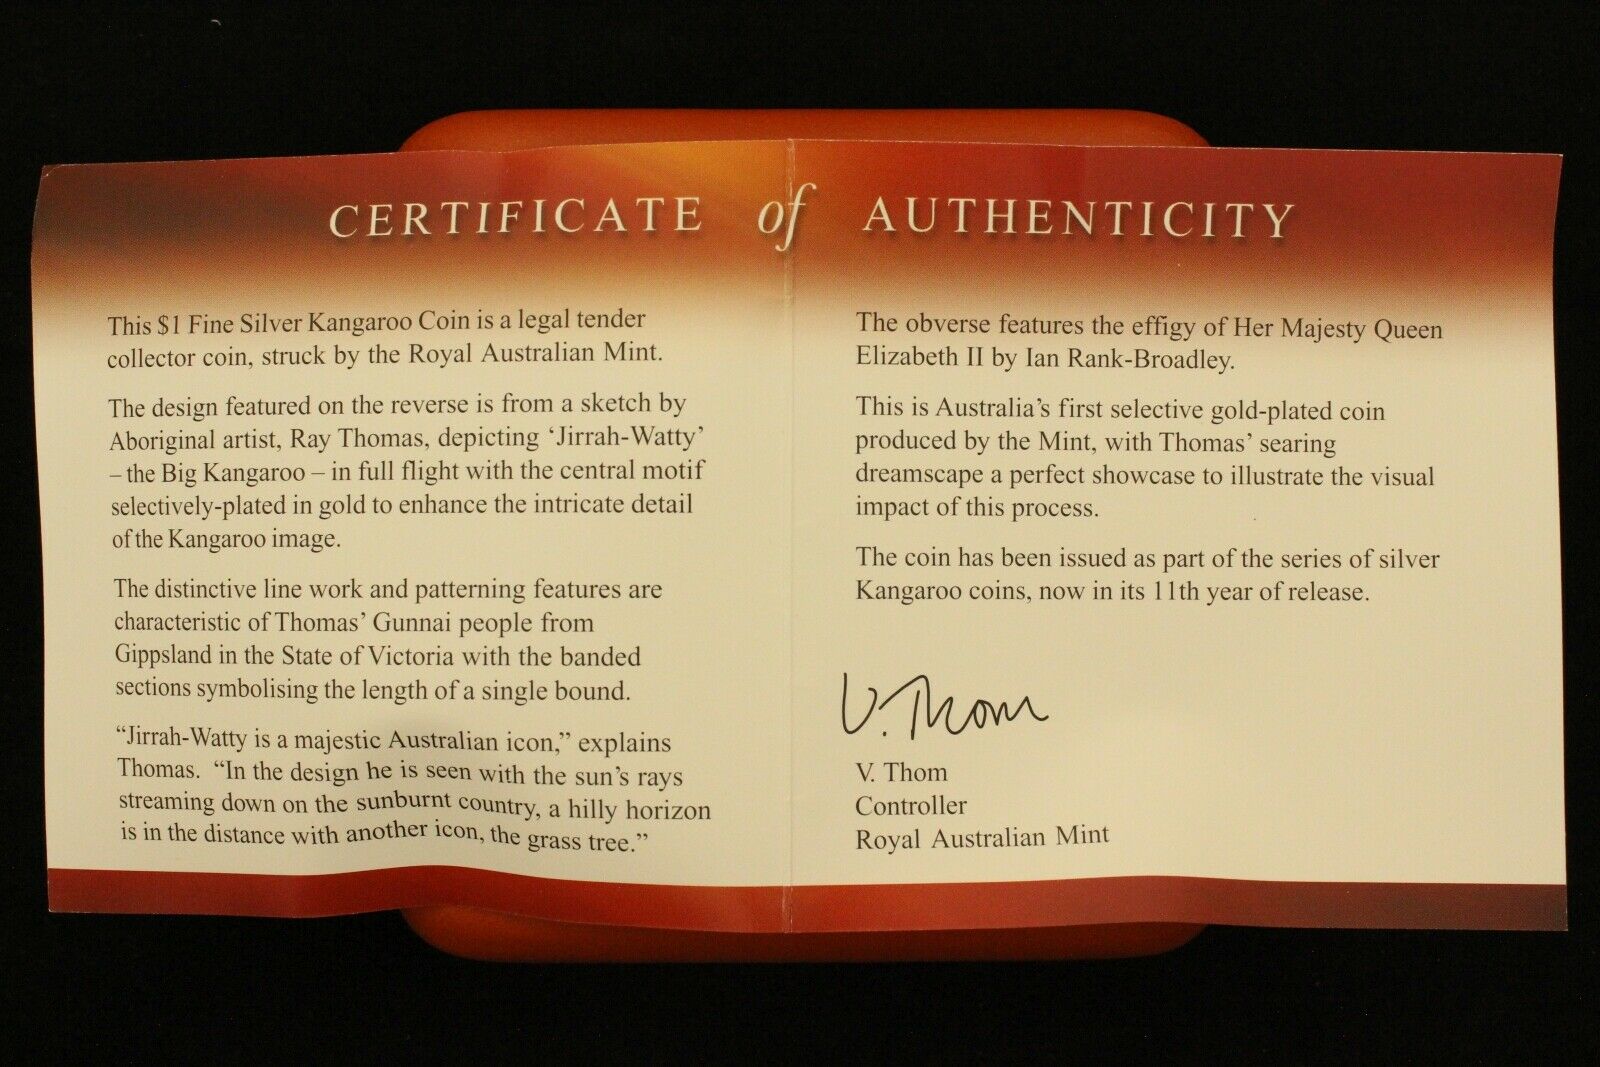 CERTIFICATE of AUTHENTICITY
This $1 Fine Silver Kangaroo Coin is a legal tender
collector coin, struck by the Royal Australian Mint.
The design featured on the reverse is from a sketch by
Aboriginal artist, Ray Thomas, depicting ‘Jirrah-Watty’
– the Big Kangaroo – in full flight with the central motif
selectively-plated in gold to enhance the intricate detail
of the Kangaroo image.
The distinctive line work and patterning features are
characteristic of Thomas’ Gunnai people from
Gippsland in the State of Victoria with the banded
sections symbolising the length of a single bound.
“Jirrah-Watty is a majestic Australian icon,” explains
Thomas. “In the design he is seen with the sun’s rays
streaming down on the sunburnt country, a hilly horizon
is in the distance with another icon, the grass tree.”
The obverse features the effigy of Her Majesty Queen
Elizabeth II by Ian Rank-Broadley.
This is Australia’s first selective gold-plated coin
produced by the Mint, with Thomas’ searing
dreamscape a perfect showcase to illustrate the visual
impact of this process.
The coin has been issued as part of the series of silver
Kangaroo coins, now in its 11th year of release.
V. Thom
V. Thom
Controller
Royal Australian Mint